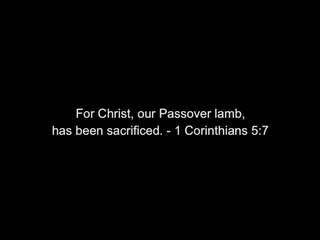 For Christ, our Passover lamb,
has been sacrificed. - 1 Corinthians 5:7